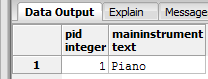 Data Output Explain Message
pid maininstrument
integer text
1 1 Piano